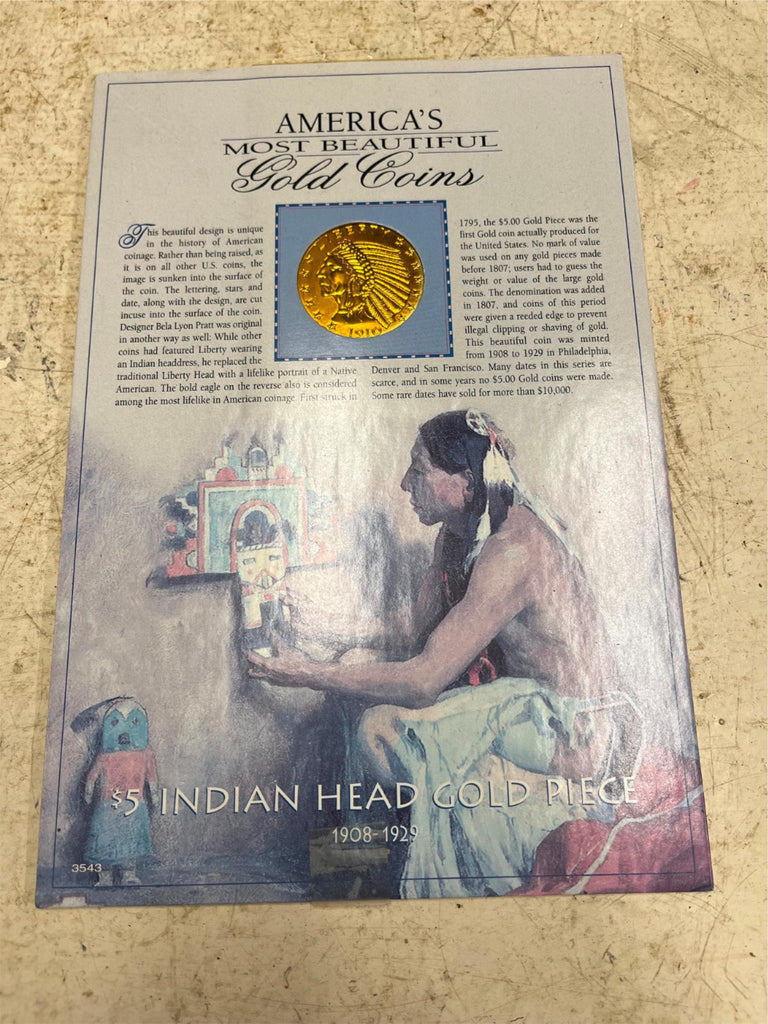 AMERICA'S
MOST BEAUTIFUL
Gold Coins
This beautiful design is unique
in the history of American
coinage. Rather than being raised, as
it is on all other U.S. coins, the
image is sunken into the surface of
the coin. The lettering, stars and
date, along with the design, are cut
incuse into the surface of the coin.
Designer Bela Lyon Pratt was original
in another way as well: While other
coins had featured Liberty wearing
an Indian headdress, he replaced the
traditional Liberty Head with a lifelike portrait of a Native
American. The bold eagle on the reverse also is considered
among the most lifelike in American coinage. First struck in
LIBERTY
1910
1795, the $5.00 Gold Piece was the
first Gold coin actually produced for
the United States. No mark of value
was used on any gold pieces made
before 1807; users had to guess the
weight or value of the large gold
coins. The denomination was added
in 1807, and coins of this period
were given a reeded edge to prevent
illegal clipping or shaving of gold.
This beautiful coin was minted
from 1908 to 1929 in Philadelphia,
Denver and San Francisco. Many dates in this series are
scarce, and in some years no $5.00 Gold coins were made.
Some rare dates have sold for more than $10,000.
$5 INDIAN HEAD GOLD PIECE
1908-1929
3543